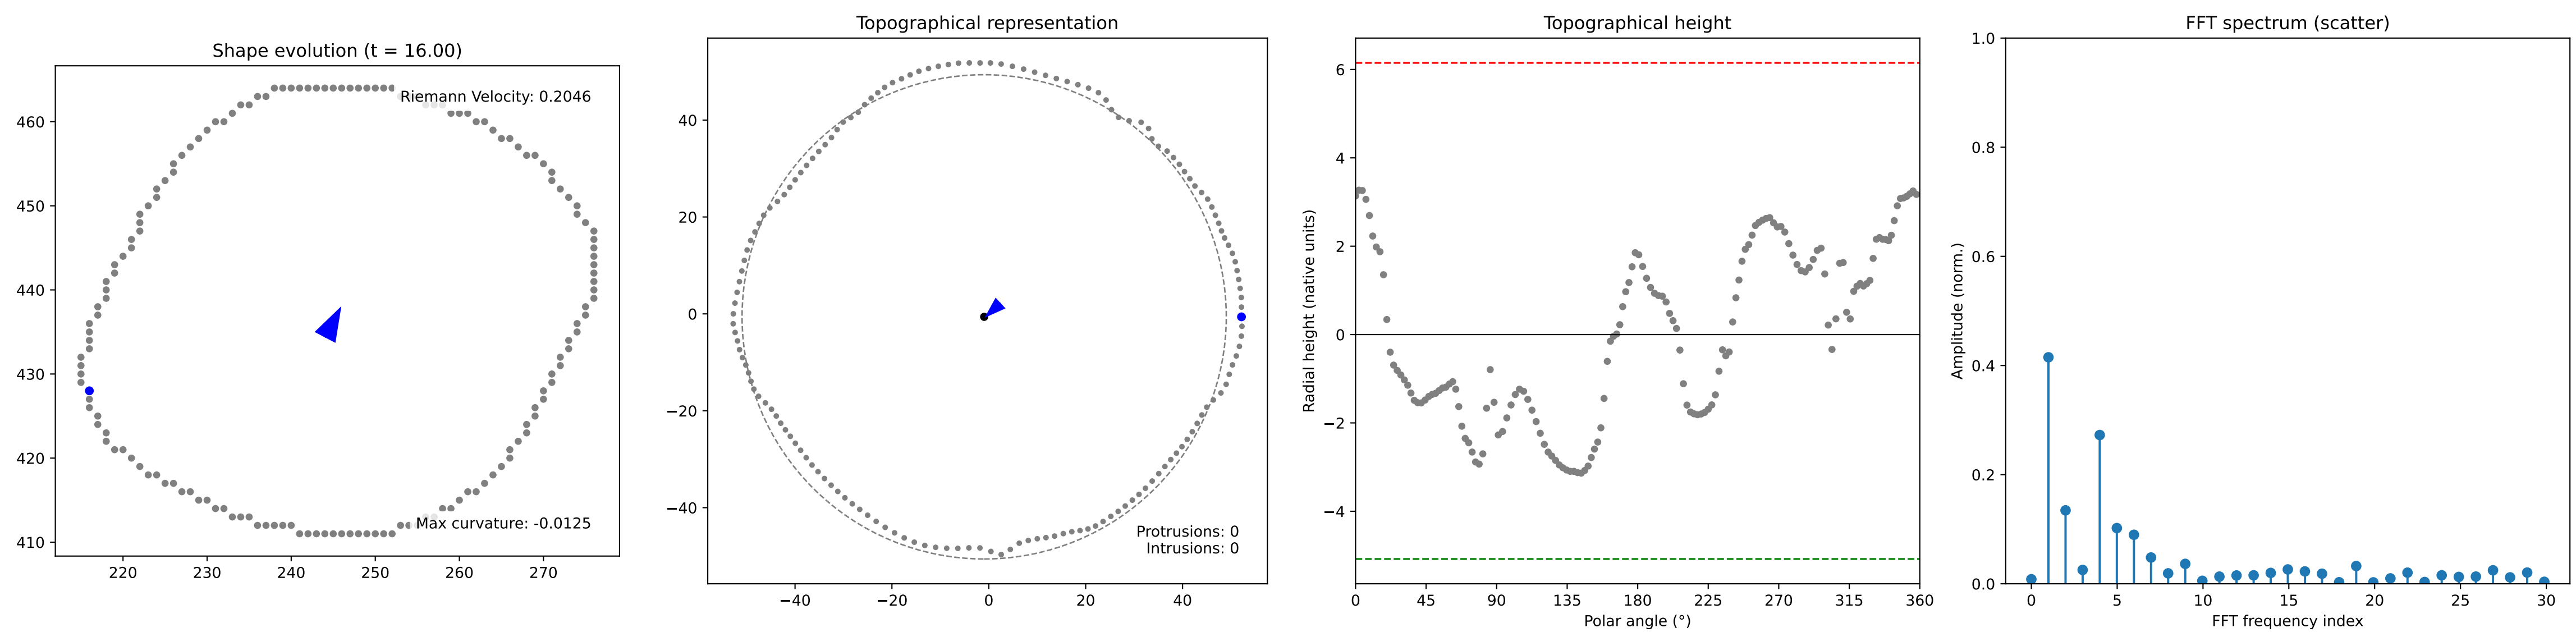 Shape evolution (t = 16.00)
Riemann Velocity: 0.2046
Max curvature: -0.0125
460
450
440
430
420
410
220 230 240 250 260 270
Topographical representation
40
20
0
−20
−40
−40 −20 0 20 40
Protrusions: 0
Intrusions: 0
Topographical height
Radial height (native units)
6
4
2
0
−2
−4
0 45 90 135 180 225 270 315 360
Polar angle (°)
FFT spectrum (scatter)
Amplitude (norm.)
1.0
0.8
0.6
0.4
0.2
0.0
0 5 10 15 20 25 30
FFT frequency index